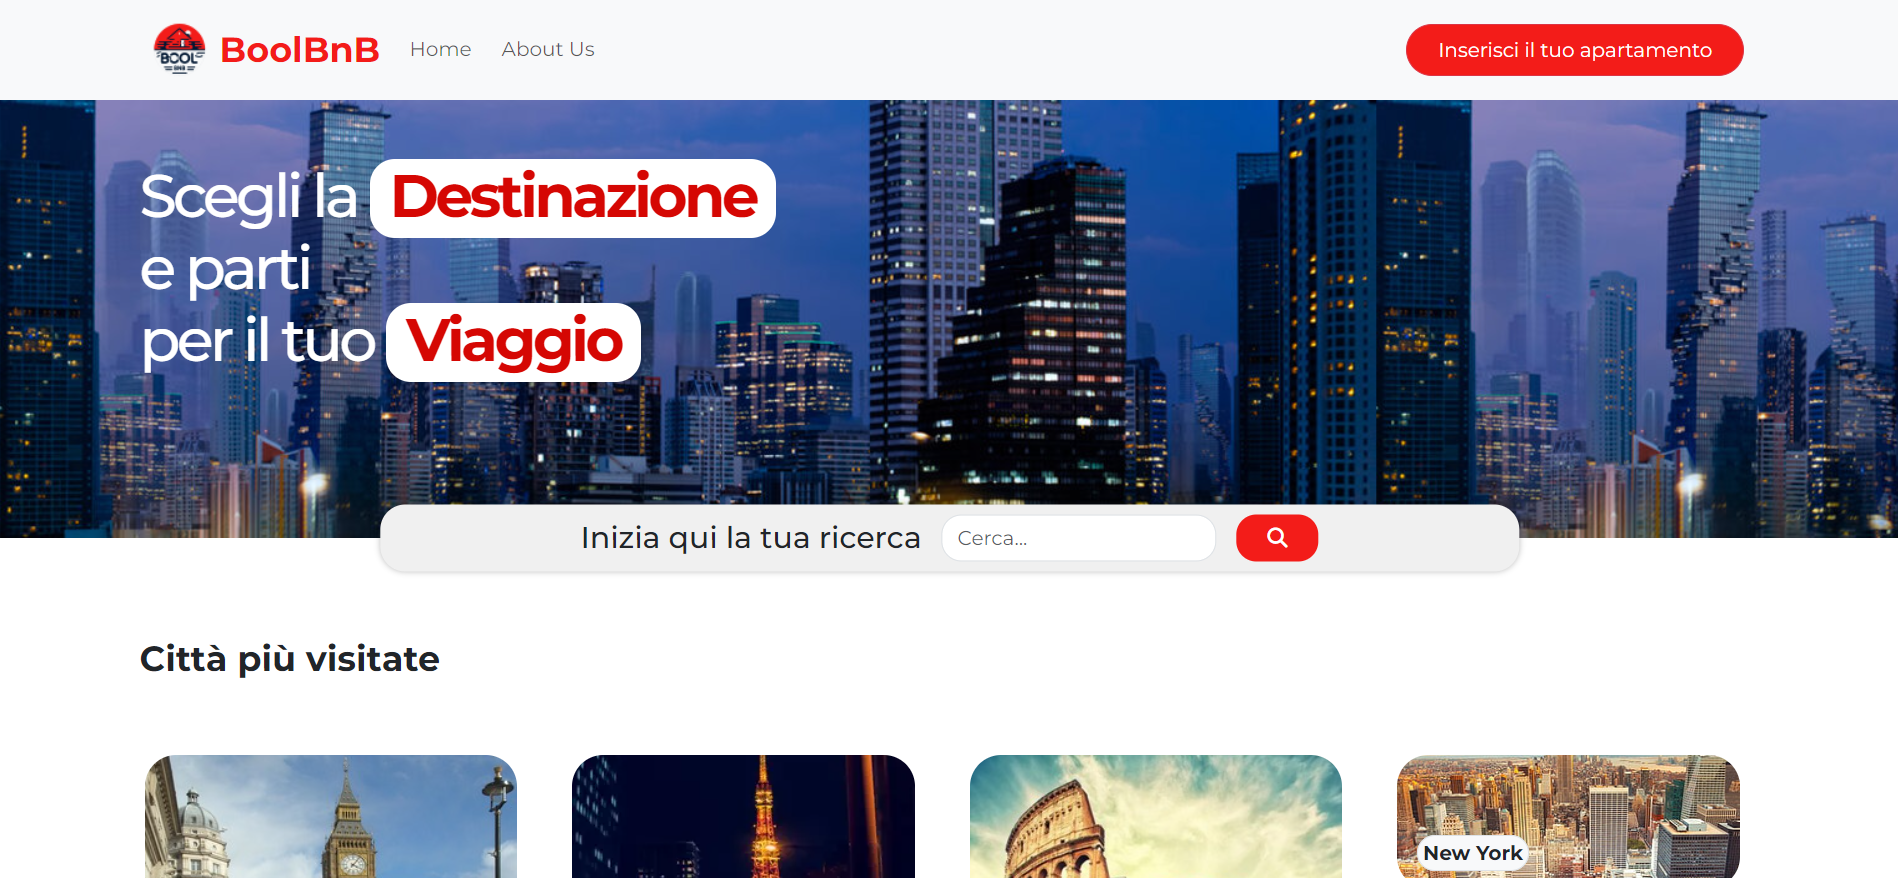 BOOL
BNB
BoolBnB
Home
About Us
Inserisci il tuo apartamento
Scegli la Destinazione
e parti
per il tuo Viaggio
Inizia qui la tua ricerca
Cerca...
Città più visitate
New York